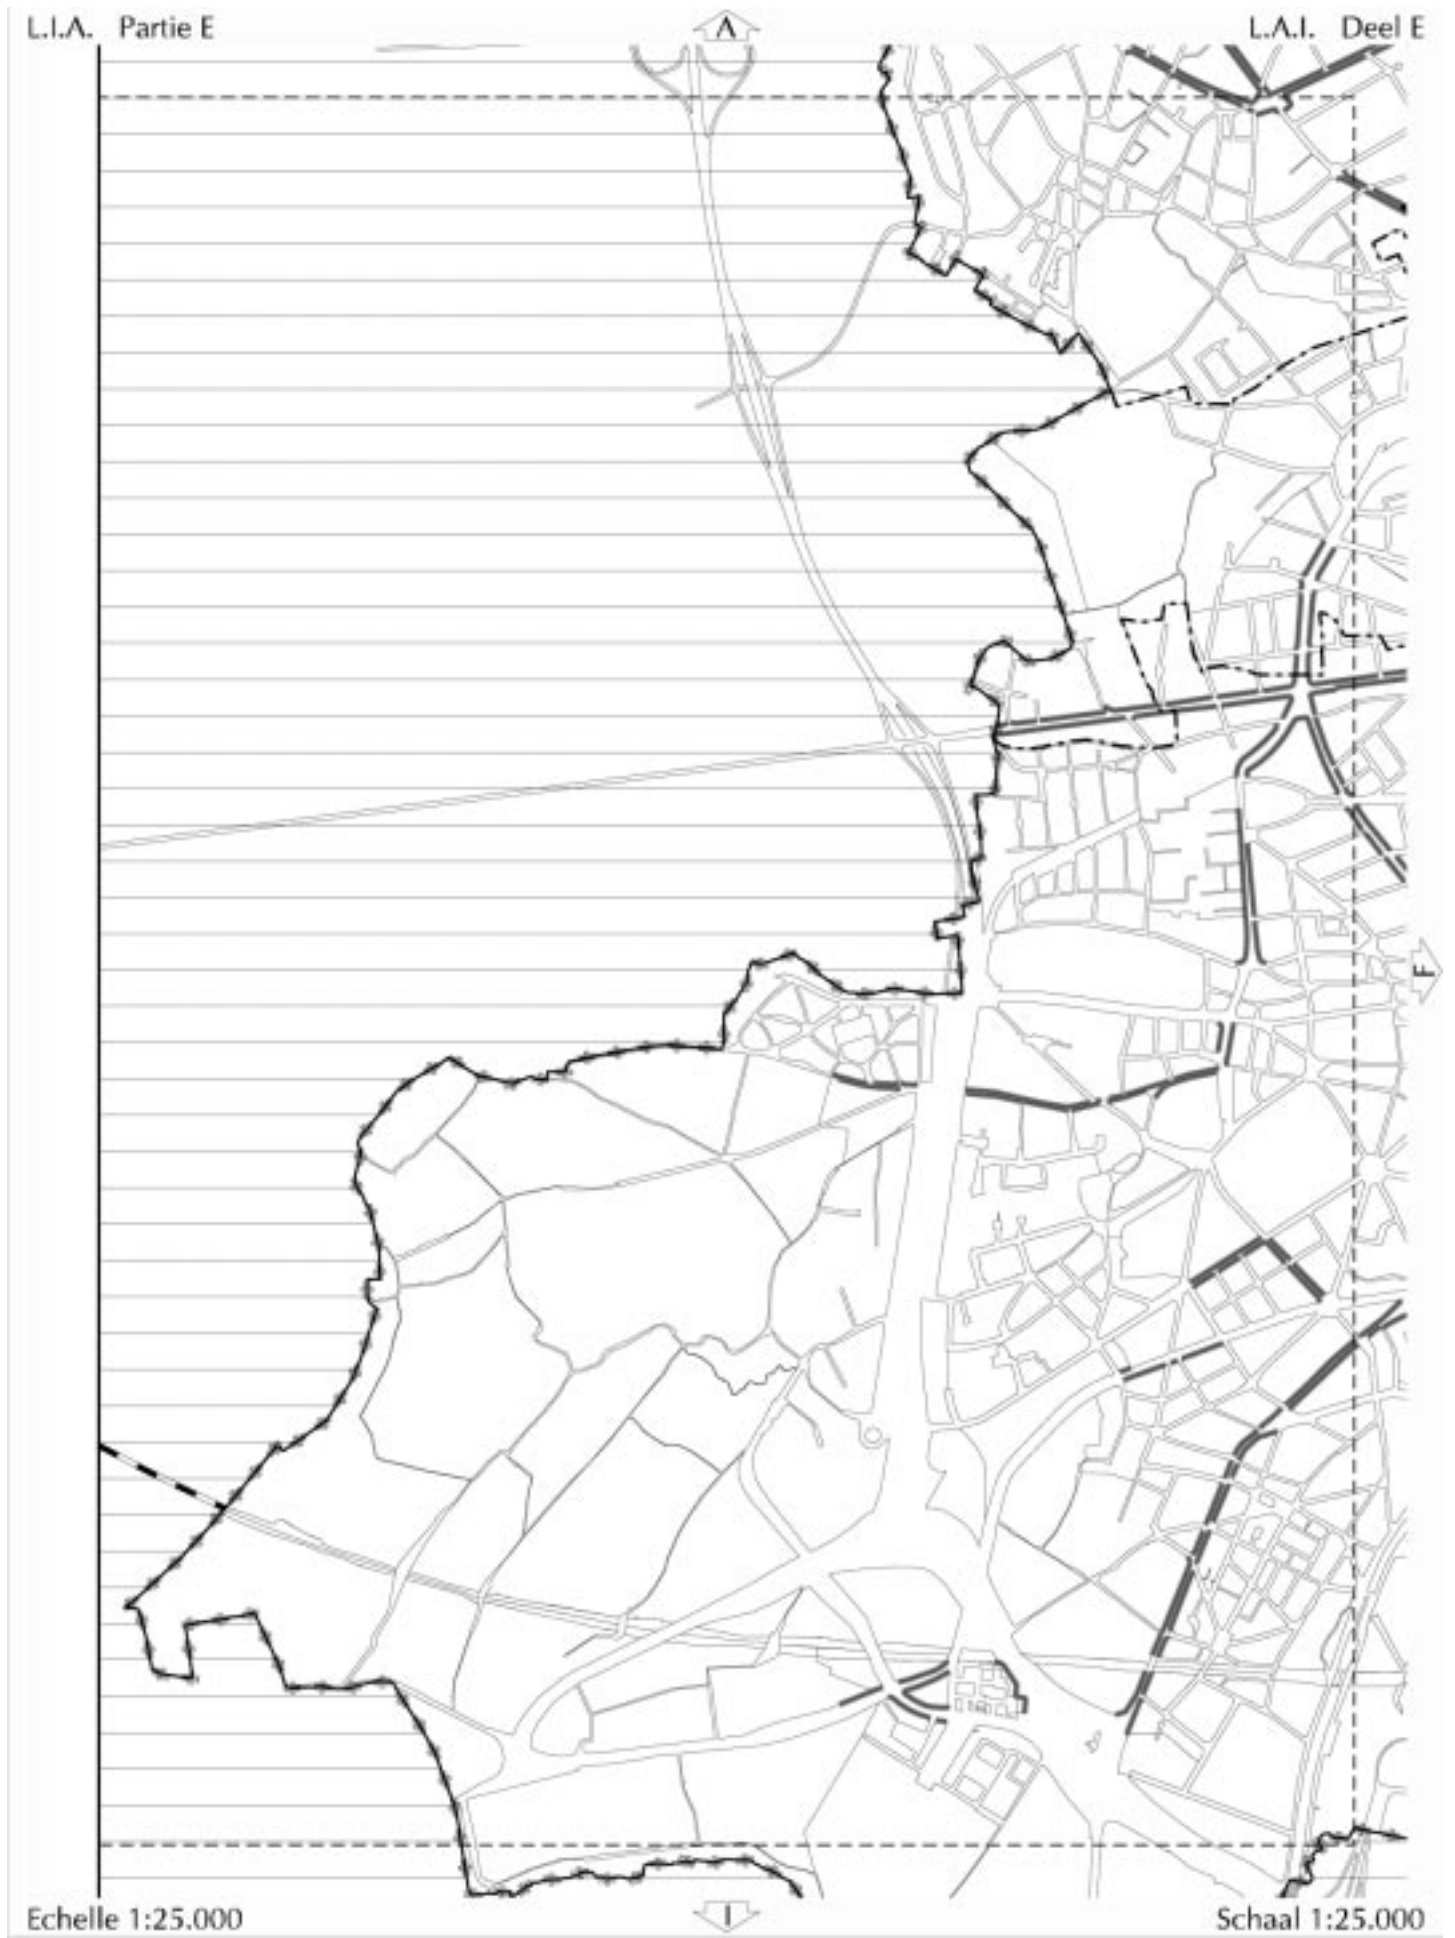 L.I.A. Partie E
A
L.A.I. Deel E
F
Echelle 1:25.000
I
Schaal 1:25.000